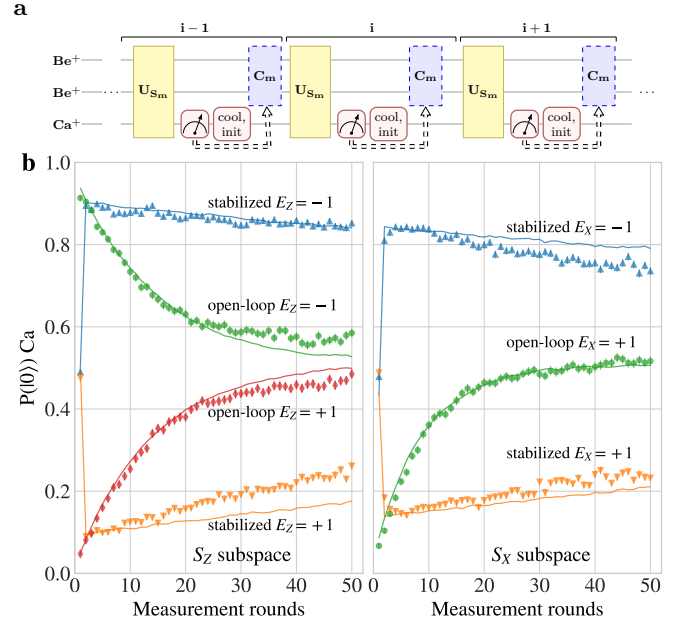 a
i − 1 i i + 1
Be⁺
Be⁺ ... U_{S_m} C_m U_{S_m} C_m U_{S_m} C_m ...
Ca⁺ cool, init cool, init cool, init
b
P(|0⟩) Ca
1.0
0.8
0.6
0.4
0.2
0.0
stabilized E_Z = −1
open-loop E_Z = −1
open-loop E_Z = +1
stabilized E_Z = +1
S_Z subspace
0 10 20 30 40 50
Measurement rounds
stabilized E_X = −1
open-loop E_X = +1
stabilized E_X = +1
S_X subspace
0 10 20 30 40 50
Measurement rounds